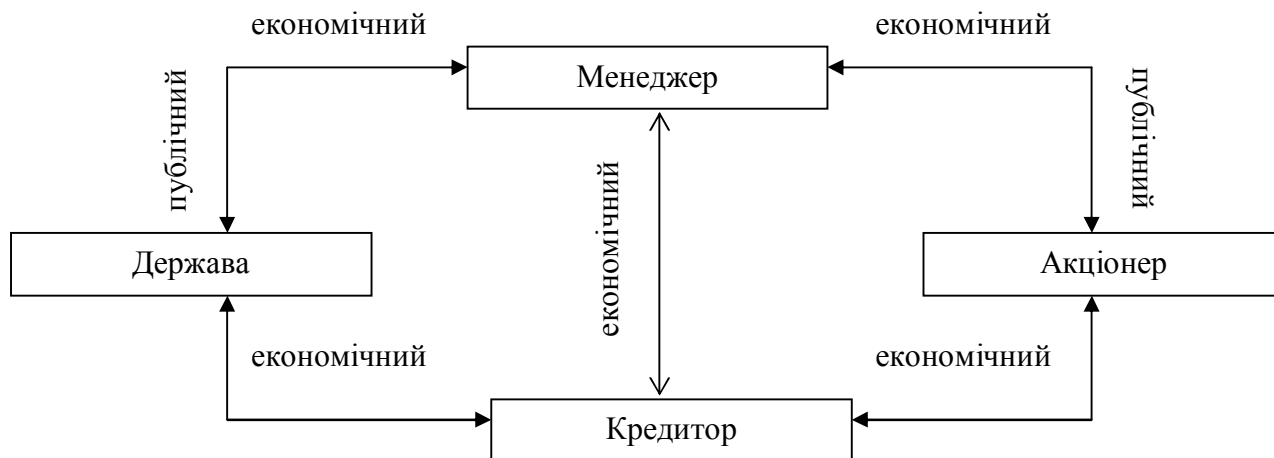 економічний
економічний
Менеджер
публічний
публічний
економічний
Держава
Акціонер
економічний
економічний
Кредитор